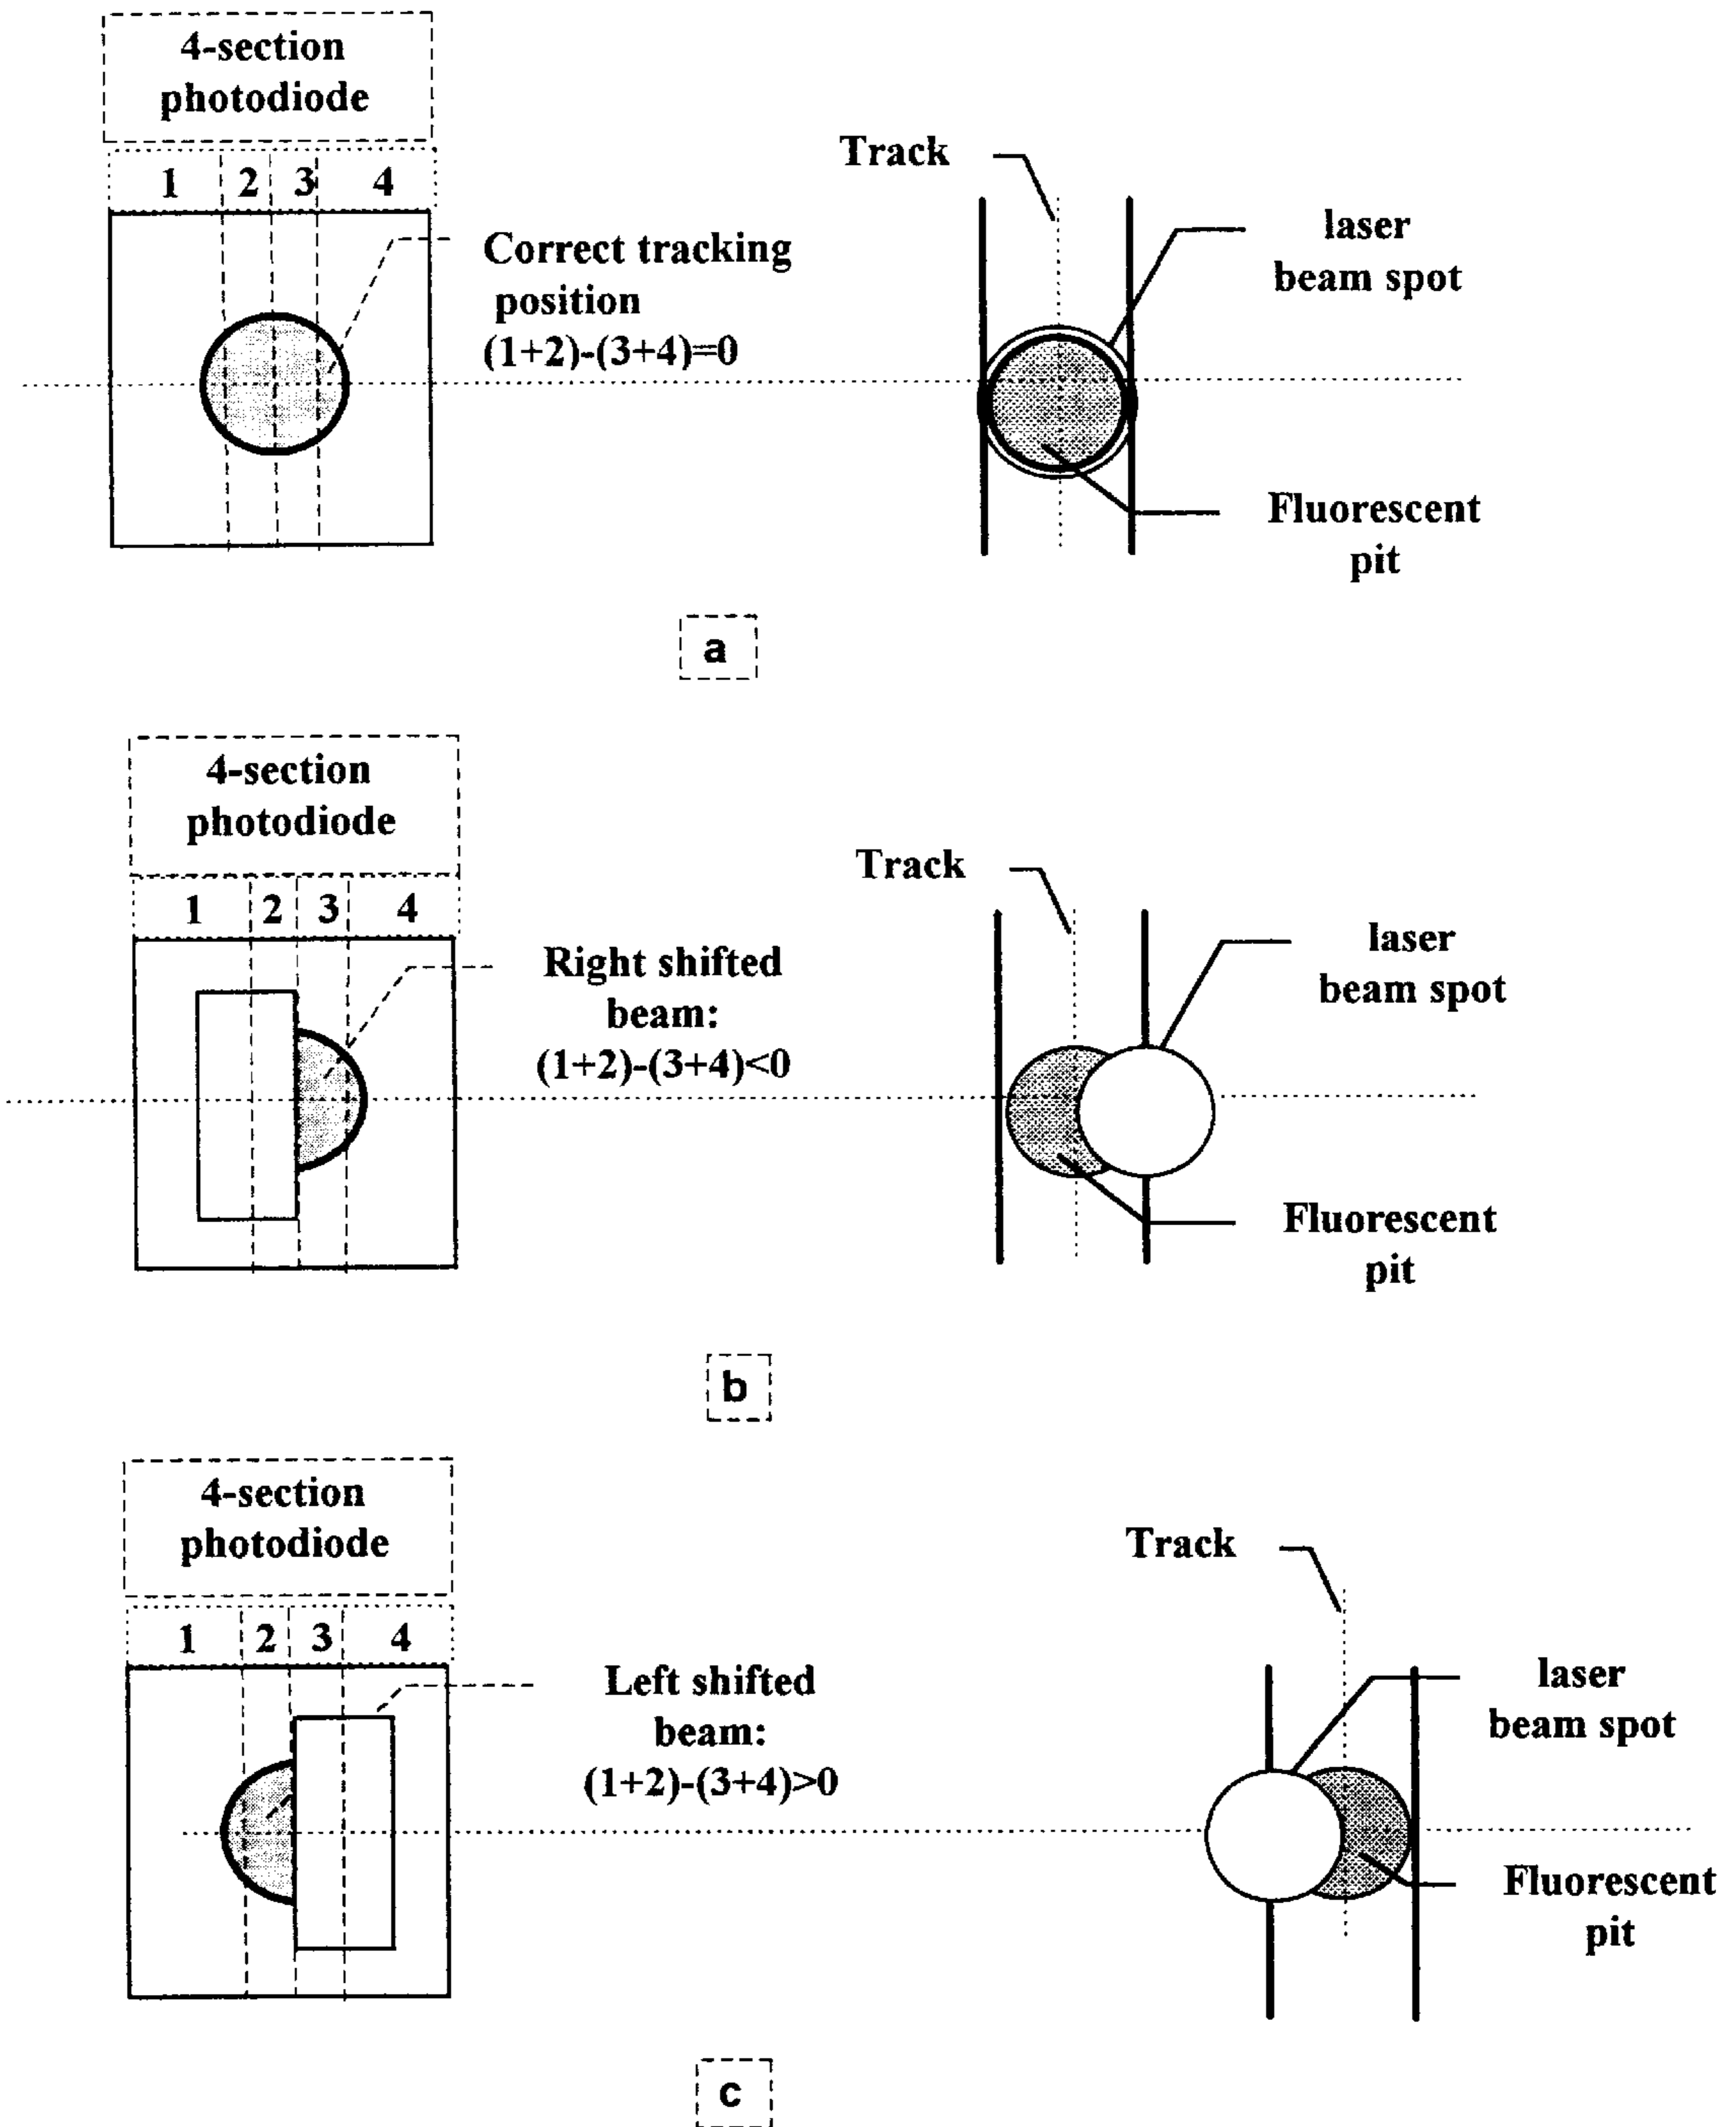 4-section
photodiode
1 2 3 4
Correct tracking
position
(1+2)-(3+4)=0
Track
laser
beam spot
Fluorescent
pit
a
4-section
photodiode
1 2 3 4
Right shifted
beam:
(1+2)-(3+4)<0
Track
laser
beam spot
Fluorescent
pit
b
4-section
photodiode
1 2 3 4
Left shifted
beam:
(1+2)-(3+4)>0
Track
laser
beam spot
Fluorescent
pit
c